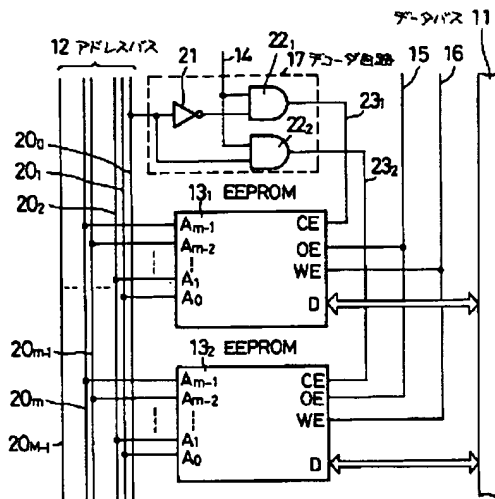 データバス 11
12 アドレスバス
21
14
22₁
17 デコーダ回路
15
16
20₀
20₁
20₂
22₂
23₁
23₂
13₁ EEPROM
Am-1
Am-2
A1
A0
CE
OE
WE
D
20m-1
20m
20M-1
13₂ EEPROM
Am-1
Am-2
A1
A0
CE
OE
WE
D